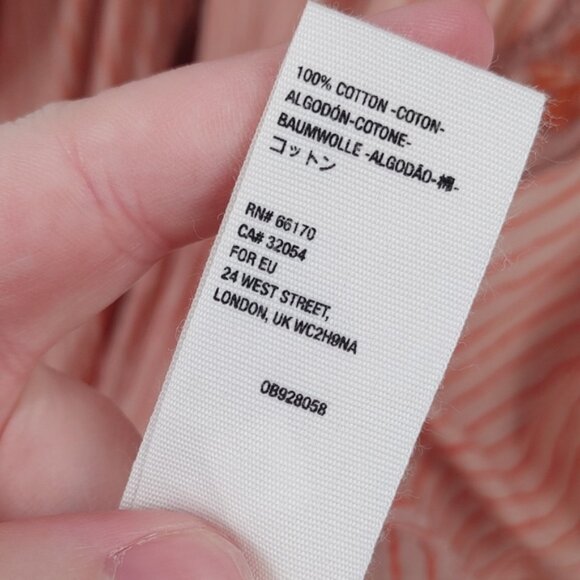 100% COTTON -COTON-
ALGODÓN-COTONE-
BAUMWOLLE -ALGODÃO-棉-
コットン
RN# 66170
CA# 32054
FOR EU
24 WEST STREET,
LONDON, UK WC2H9NA
OB928058